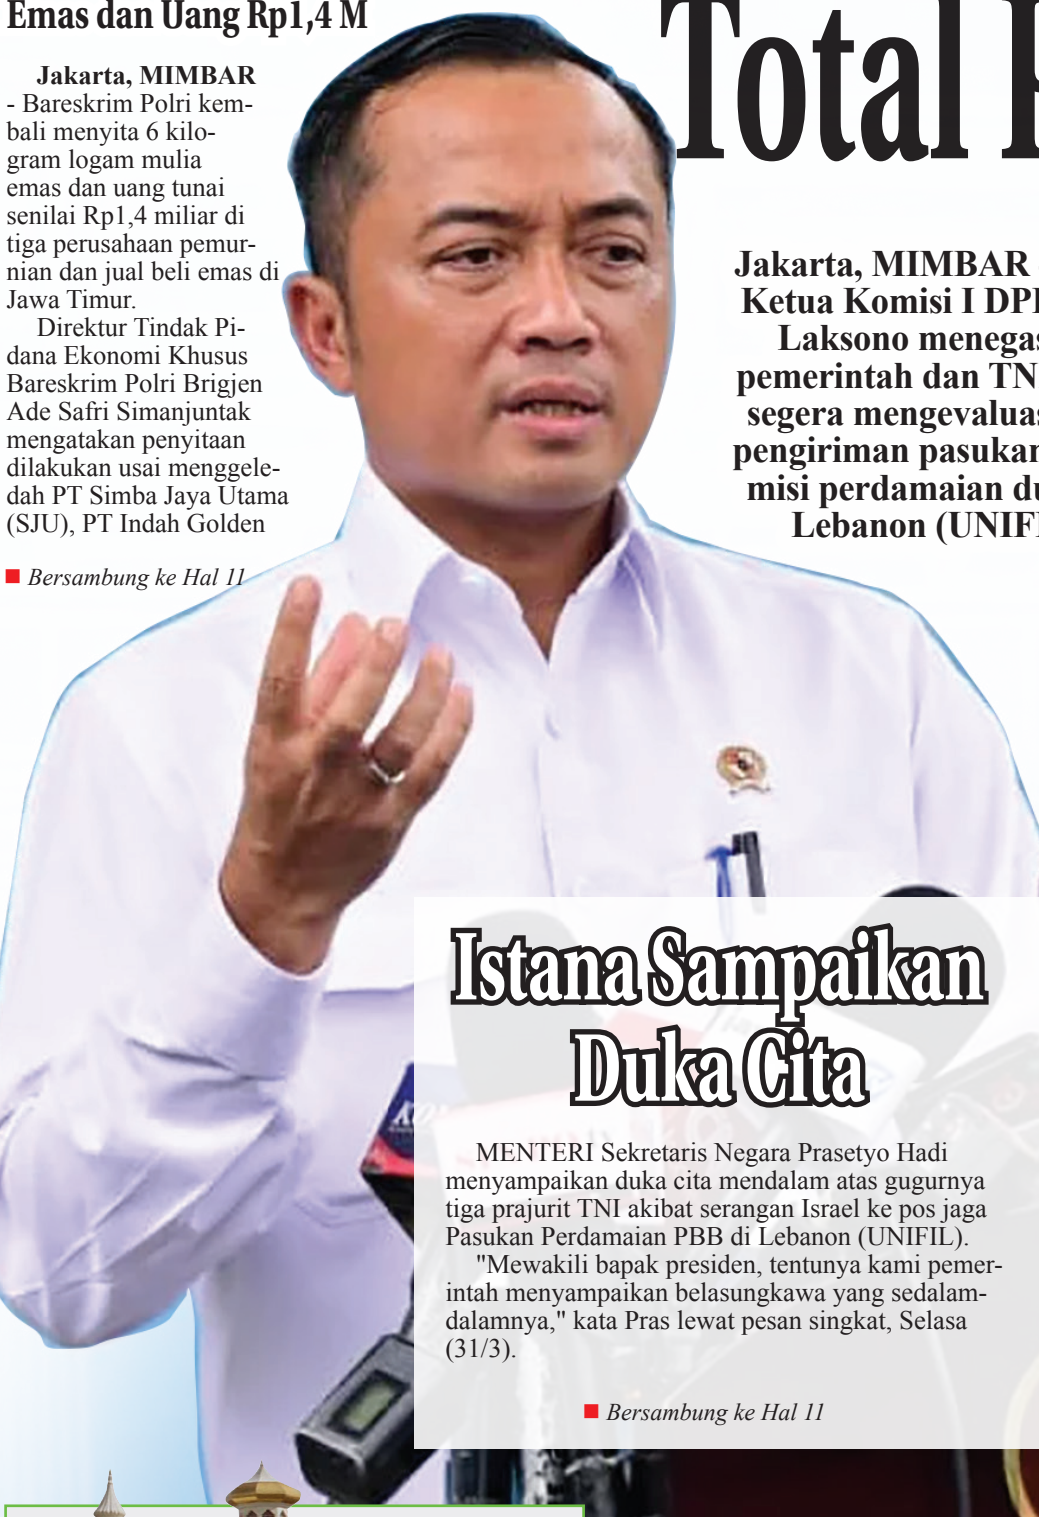 Emas dan Uang Rp1,4 M
Jakarta, MIMBAR
- Bareskrim Polri kem-
bali menyita 6 kilo-
gram logam mulia
emas dan uang tunai
senilai Rp1,4 miliar di
tiga perusahaan pemur-
nian dan jual beli emas di
Jawa Timur.
Direktur Tindak Pi-
dana Ekonomi Khusus
Bareskrim Polri Brigjen
Ade Safri Simanjuntak
mengatakan penyitaan
dilakukan usai menggele-
dah PT Simba Jaya Utama
(SJU), PT Indah Golden
Bersambung ke Hal 11
Total
Jakarta, MIMBAR
Ketua Komisi I
Laksono
pemerintah dan
segera
pengiriman
misi perdamaian
Lebanon
Istana Sampaikan
Duka Cita
MENTERI Sekretaris Negara Prasetyo Hadi
menyampaikan duka cita mendalam atas gugurnya
tiga prajurit TNI akibat serangan Israel ke pos jaga
Pasukan Perdamaian PBB di Lebanon (UNIFIL).
"Mewakili bapak presiden, tentunya kami pemer-
intah menyampaikan belasungkawa yang sedalam-
dalamnya," kata Pras lewat pesan singkat, Selasa
(31/3).
Bersambung ke Hal 11